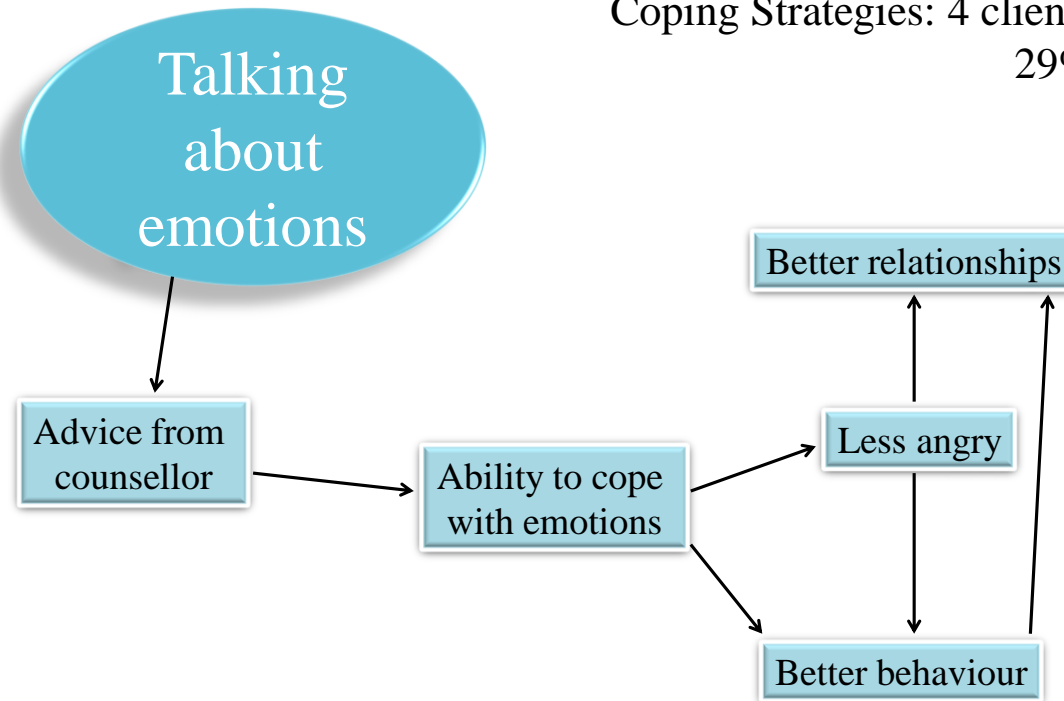 Coping Strategies: 4 clien
29
Talking
about
emotions
Better relationships
Advice from
counsellor
Less angry
Ability to cope
with emotions
Better behaviour